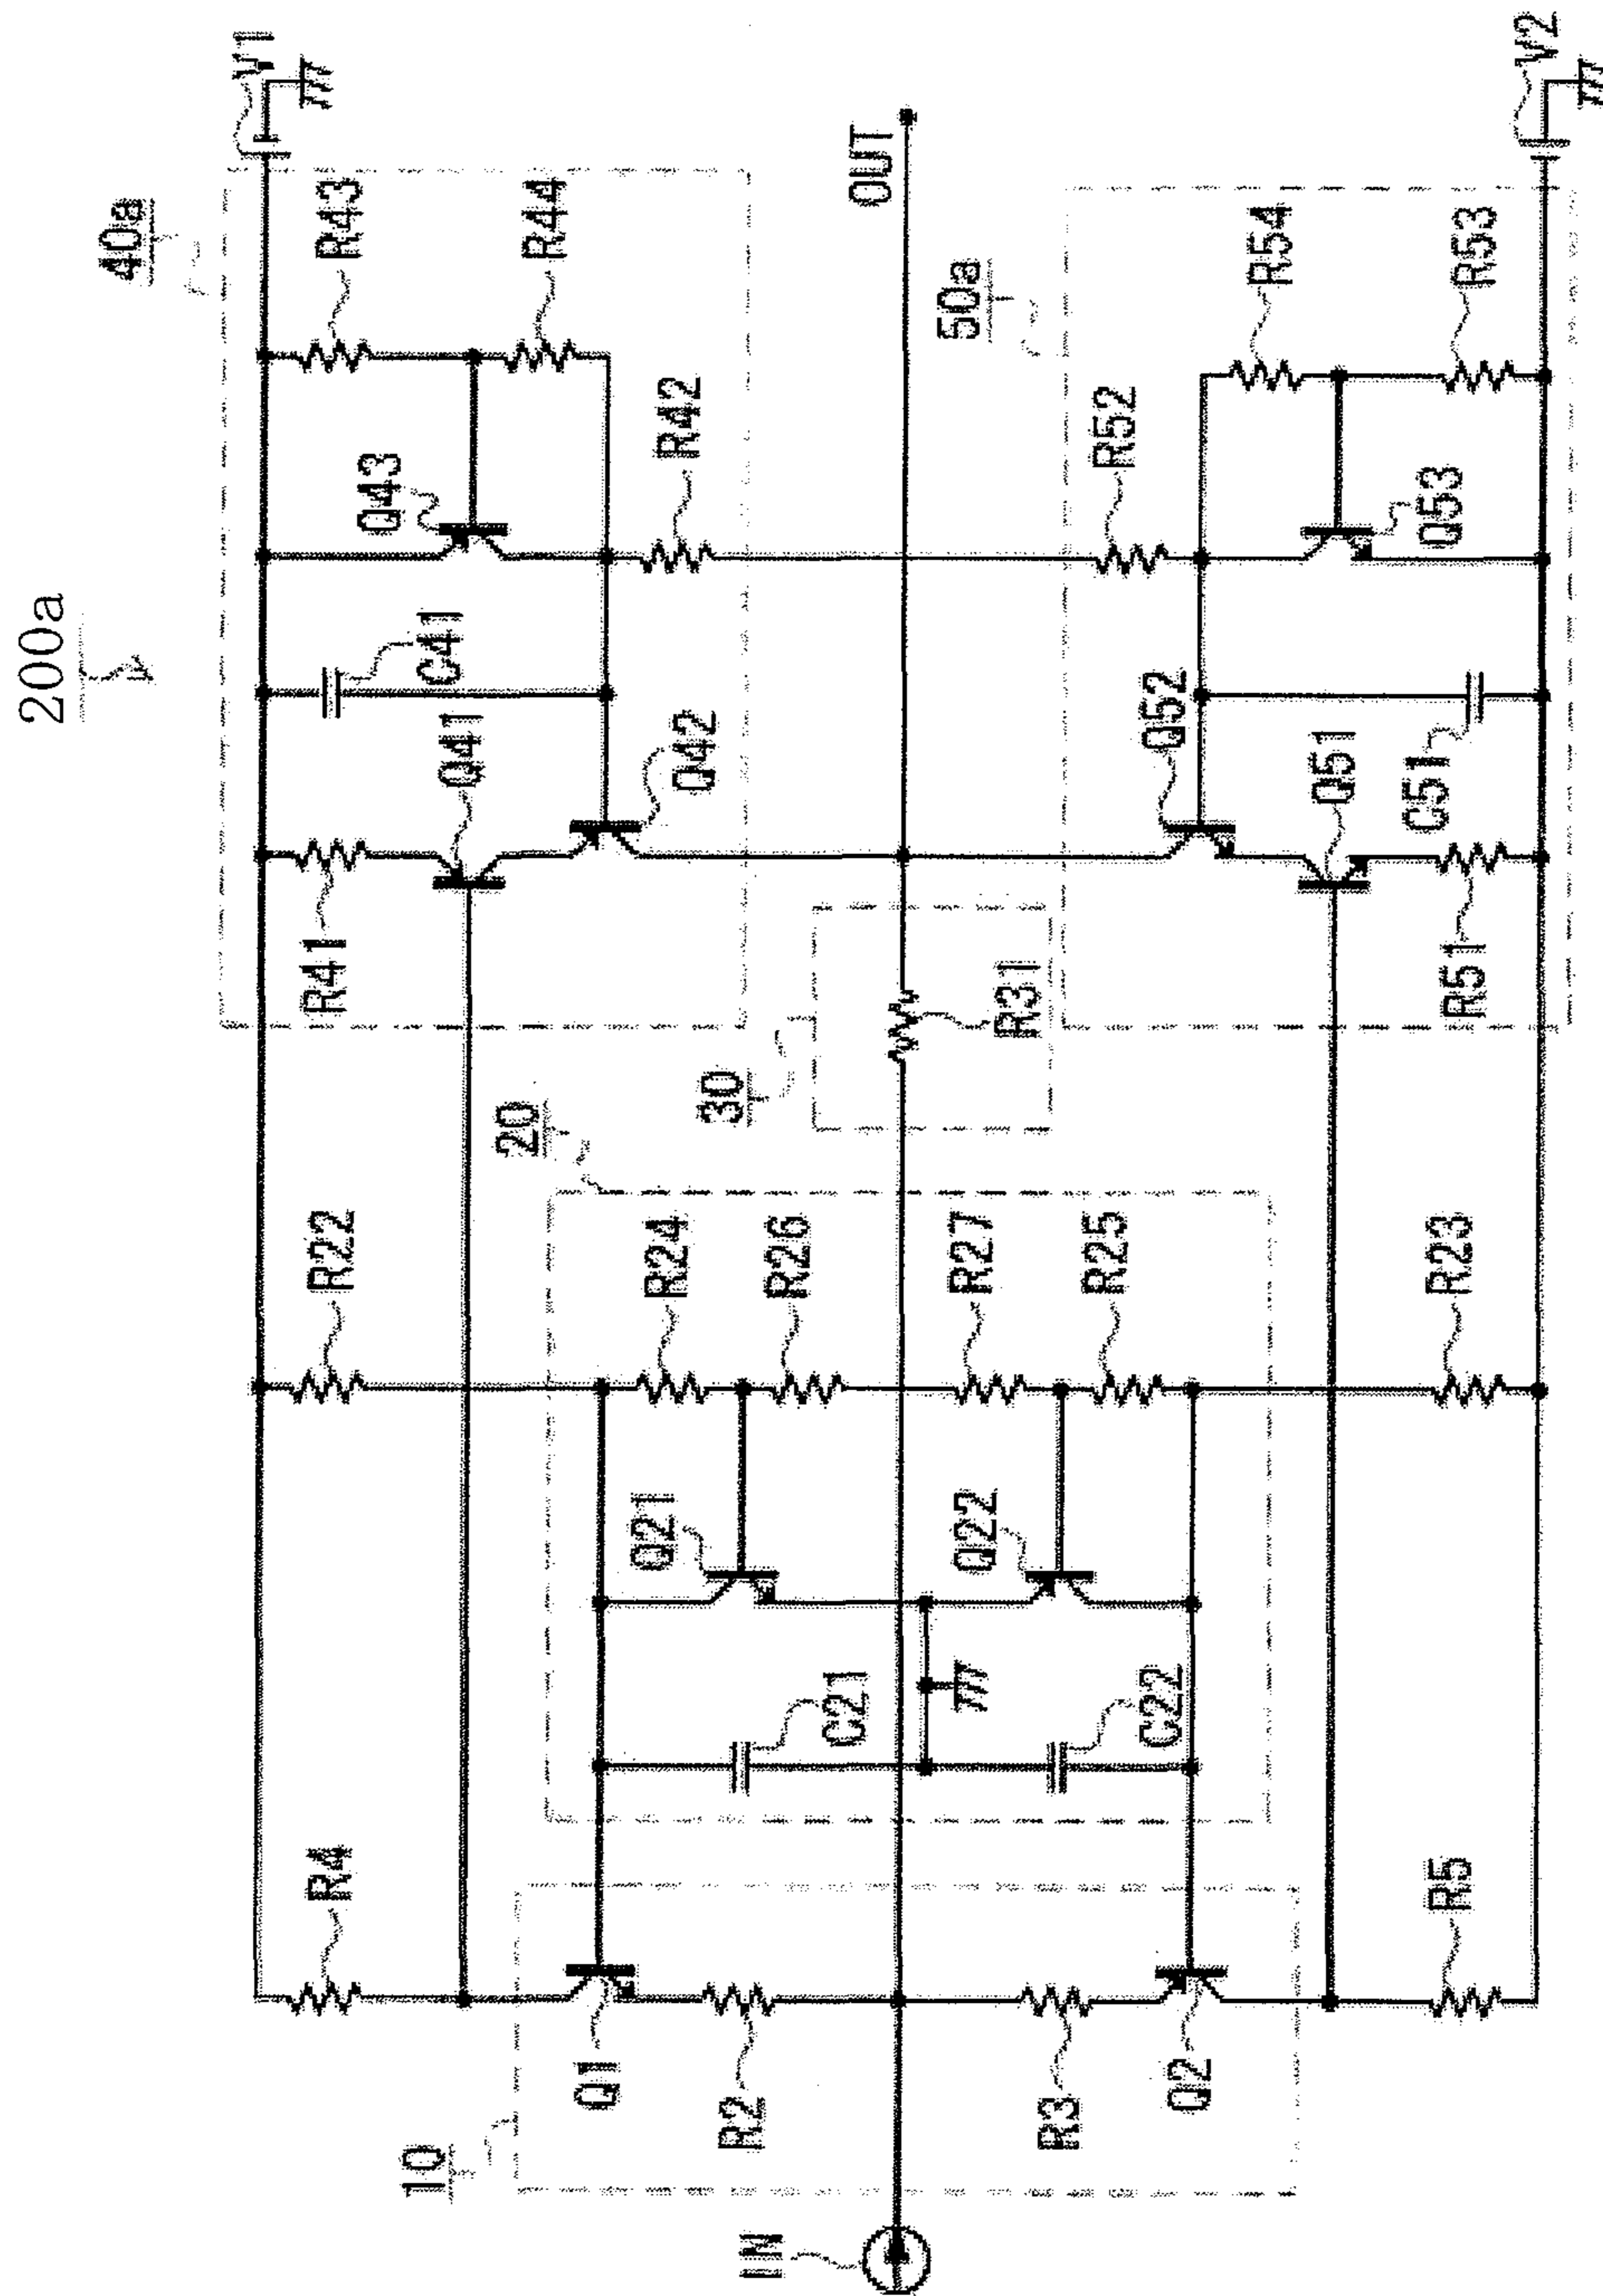 200a
40a
V1
R43
R44
Q43
R42
C41
Q41
Q42
R41
OUT
50a
R54
R53
R52
Q53
Q52
Q51
C51
R51
V2
30
R31
20
R22
R24
R26
R27
R25
R23
Q21
Q22
C21
C22
R4
R5
10
Q1
R2
R3
Q2
IN